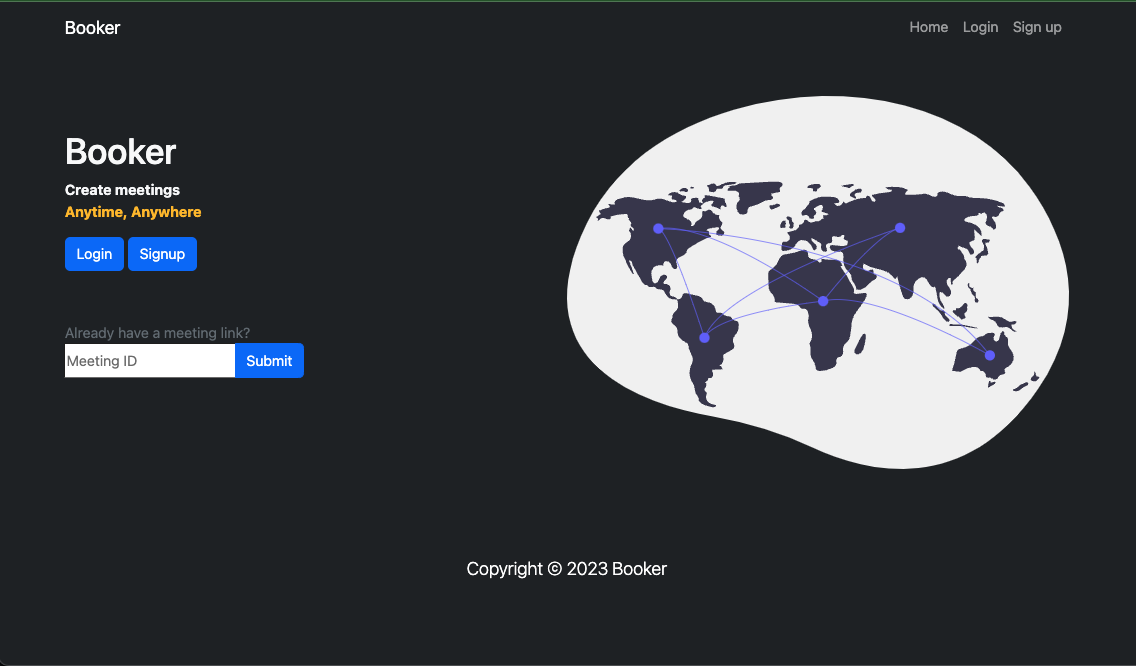 Booker
Home Login Sign up
Booker
Create meetings
Anytime, Anywhere
Login Signup
Already have a meeting link?
Meeting ID Submit
Copyright © 2023 Booker